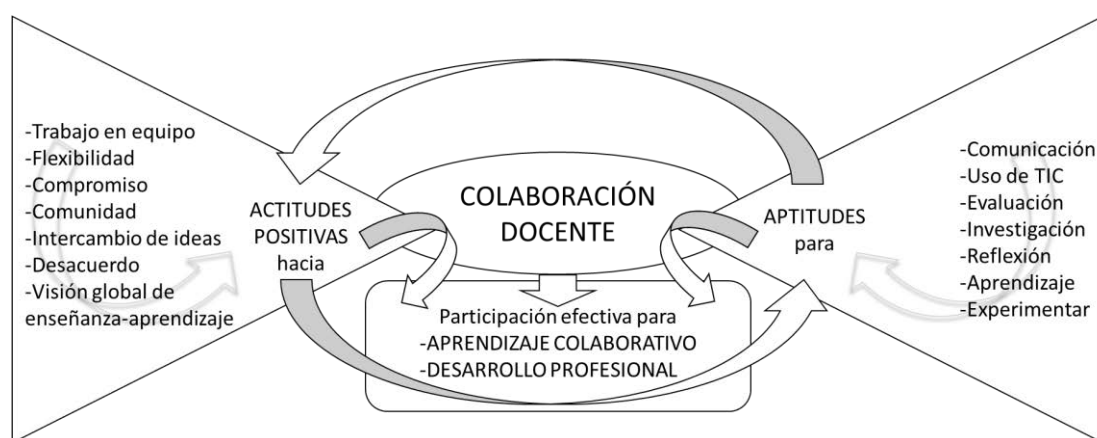 -Trabajo en equipo
-Flexibilidad
-Compromiso
-Comunidad
-Intercambio de ideas
-Desacuerdo
-Visión global de
enseñanza-aprendizaje
ACTITUDES
POSITIVAS
hacia
COLABORACIÓN
DOCENTE
Participación efectiva para
-APRENDIZAJE COLABORATIVO
-DESARROLLO PROFESIONAL
APTITUDES
para
-Comunicación
-Uso de TIC
-Evaluación
-Investigación
-Reflexión
-Aprendizaje
-Experimentar